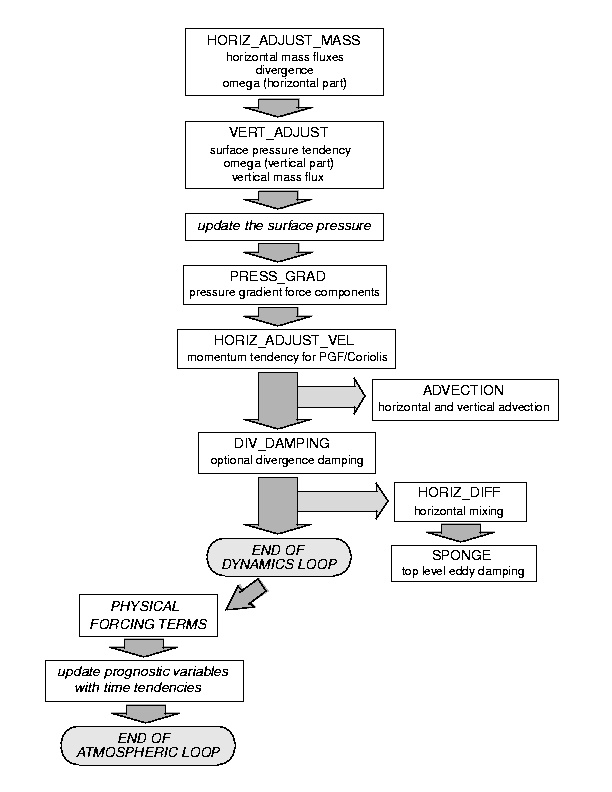 HORIZ_ADJUST_MASS
horizontal mass fluxes
divergence
omega (horizontal part)
VERT_ADJUST
surface pressure tendency
omega (vertical part)
vertical mass flux
update the surface pressure
PRESS_GRAD
pressure gradient force components
HORIZ_ADJUST_VEL
momentum tendency for PGF/Coriolis
ADVECTION
horizontal and vertical advection
DIV_DAMPING
optional divergence damping
HORIZ_DIFF
horizontal mixing
SPONGE
top level eddy damping
END OF
DYNAMICS LOOP
PHYSICAL
FORCING TERMS
update prognostic variables
with time tendencies
END OF
ATMOSPHERIC LOOP